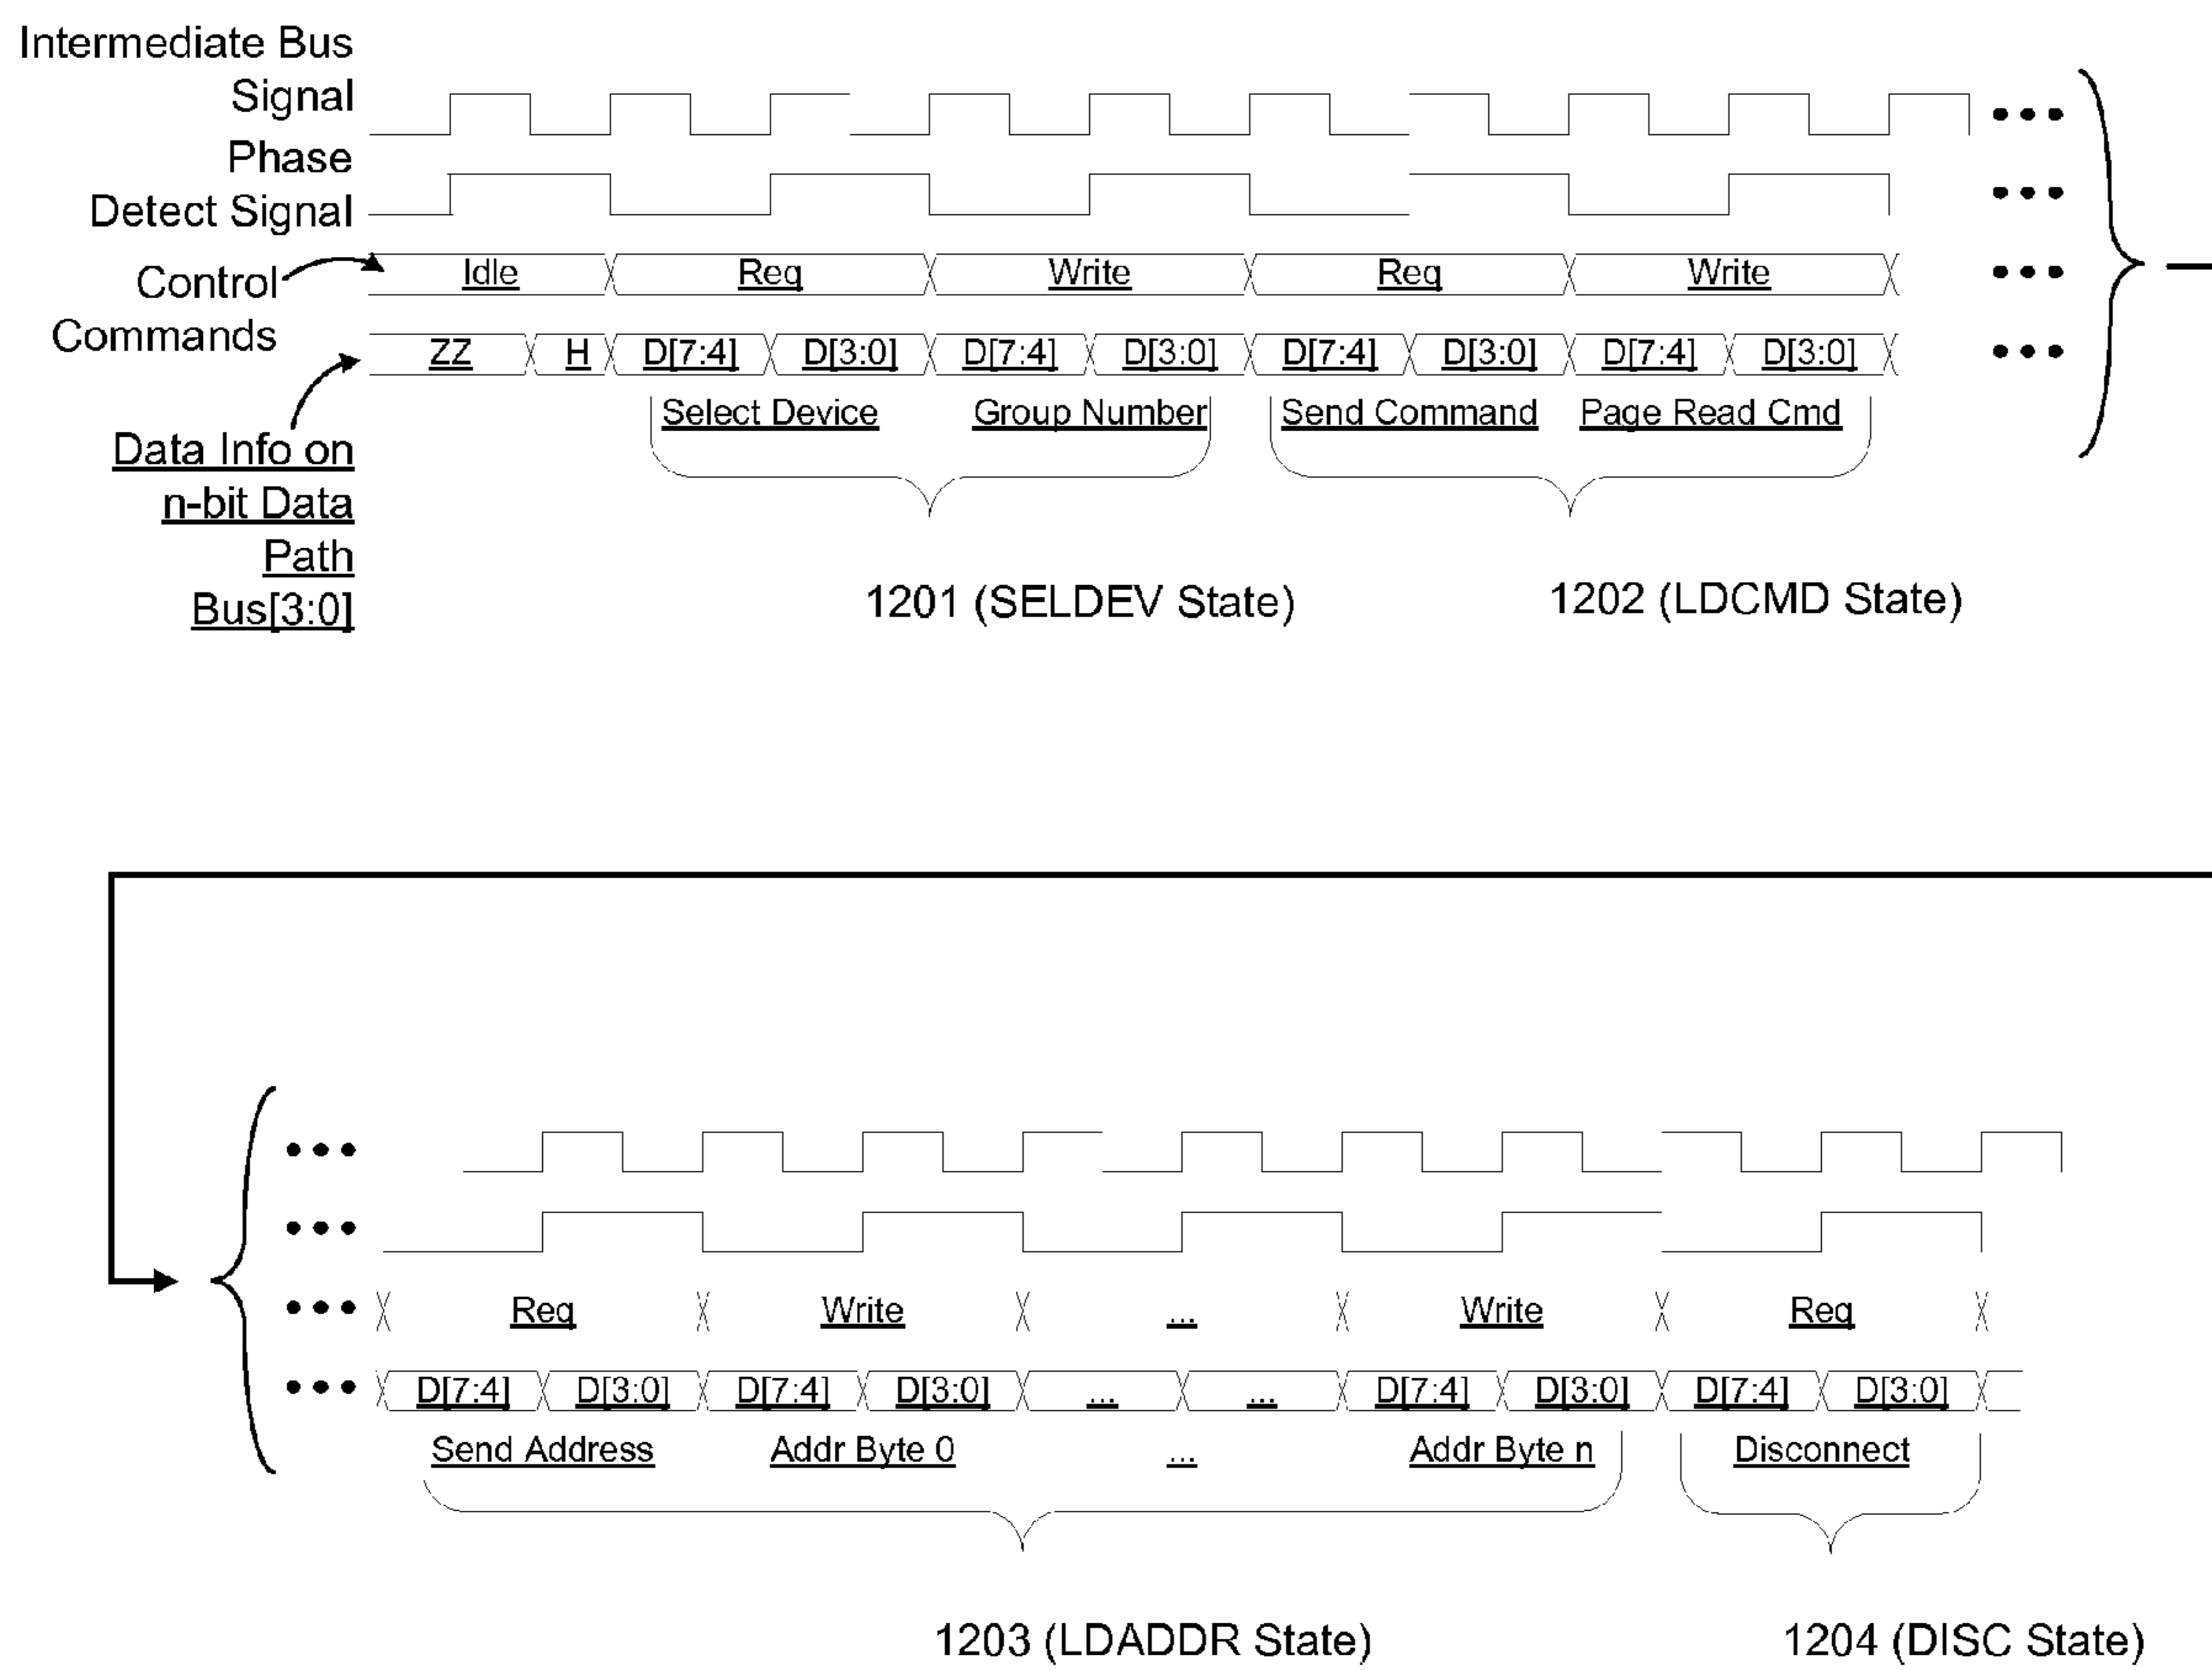 Intermediate Bus
Signal
Phase
Detect Signal
Control
Commands
Idle Req Write Req Write
ZZ H D[7:4] D[3:0] D[7:4] D[3:0] D[7:4] D[3:0] D[7:4] D[3:0]
Select Device Group Number Send Command Page Read Cmd
Data Info on
n-bit Data
Path
Bus[3:0]
1201 (SELDEV State) 1202 (LDCMD State)
Req Write ... Write Req
D[7:4] D[3:0] D[7:4] D[3:0] ... ... D[7:4] D[3:0] D[7:4] D[3:0]
Send Address Addr Byte 0 ... Addr Byte n Disconnect
1203 (LDADDR State) 1204 (DISC State)